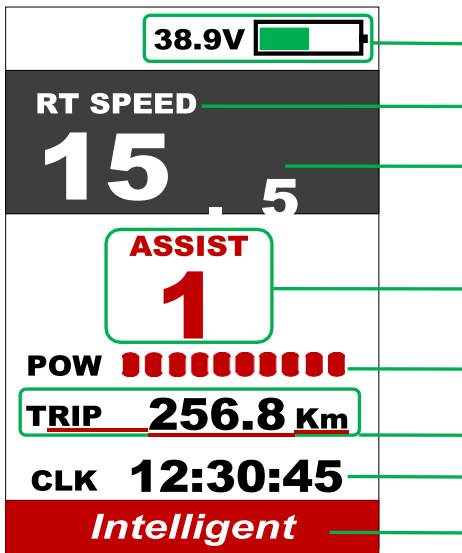 38.9V
RT SPEED
15.5
ASSIST
1
POW
TRIP 256.8 Km
CLK 12:30:45
Intelligent